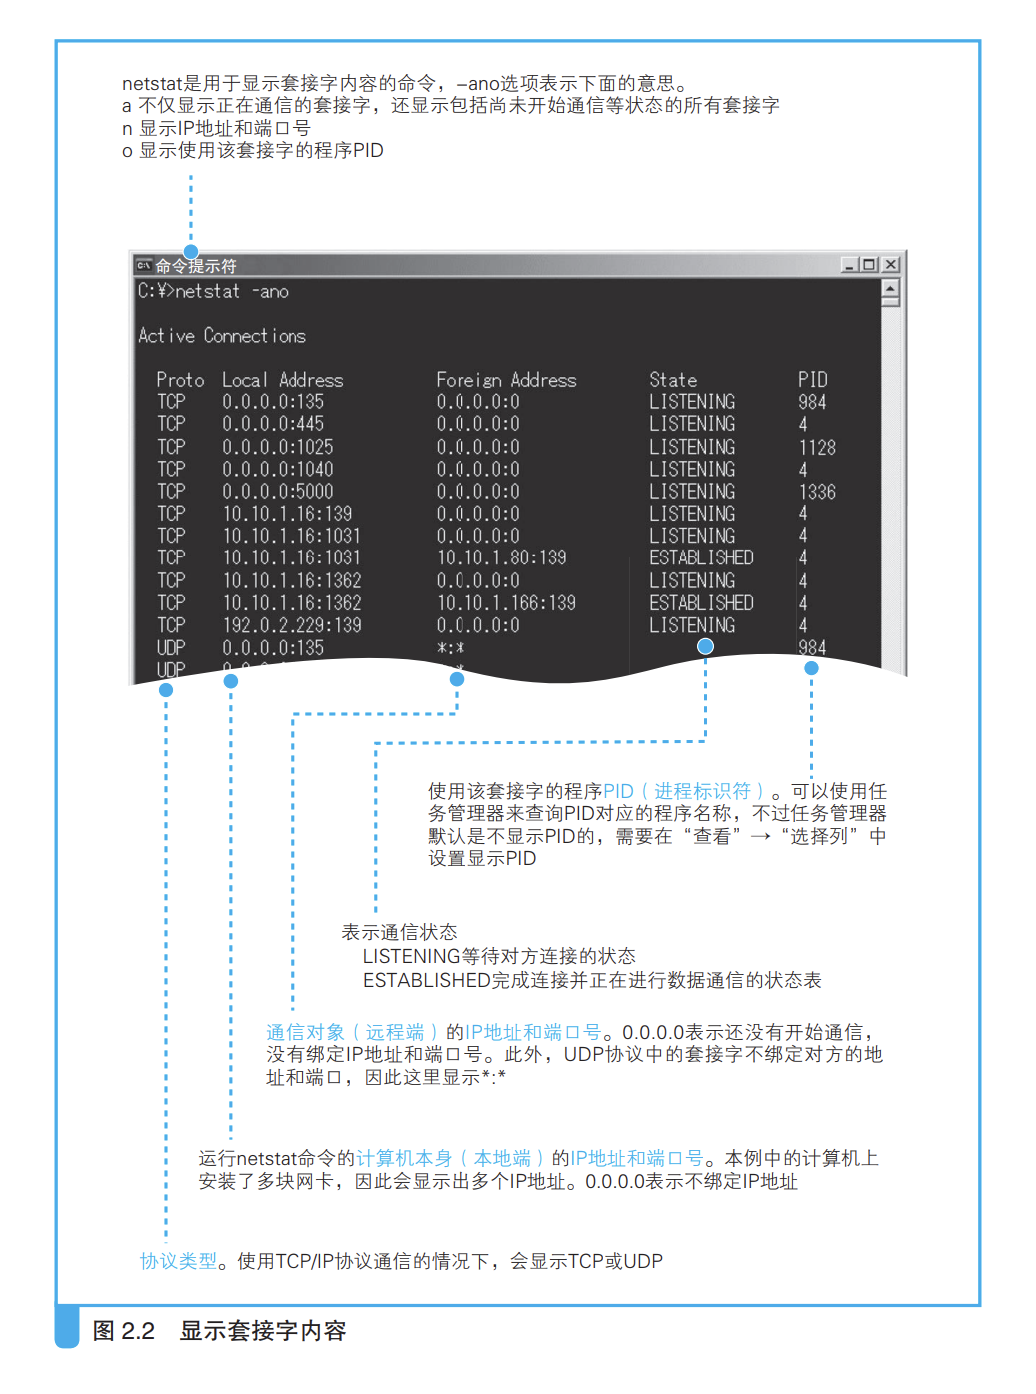 netstat是用于显示套接字内容的命令，–ano选项表示下面的意思。
a 不仅显示正在通信的套接字，还显示包括尚未开始通信等状态的所有套接字
n 显示IP地址和端口号
o 显示使用该套接字的程序PID
命令提示符
C:¥>netstat -ano
Active Connections
Proto Local Address Foreign Address State PID
TCP 0.0.0.0:135 0.0.0.0:0 LISTENING 984
TCP 0.0.0.0:445 0.0.0.0:0 LISTENING 4
TCP 0.0.0.0:1025 0.0.0.0:0 LISTENING 1128
TCP 0.0.0.0:1040 0.0.0.0:0 LISTENING 4
TCP 0.0.0.0:5000 0.0.0.0:0 LISTENING 1336
TCP 10.10.1.16:139 0.0.0.0:0 LISTENING 4
TCP 10.10.1.16:1031 0.0.0.0:0 LISTENING 4
TCP 10.10.1.16:1031 10.10.1.80:139 ESTABLISHED 4
TCP 10.10.1.16:1362 0.0.0.0:0 LISTENING 4
TCP 10.10.1.16:1362 10.10.1.166:139 ESTABLISHED 4
TCP 192.0.2.229:139 0.0.0.0:0 LISTENING 4
UDP 0.0.0.0:135 *:* 984
UDP
使用该套接字的程序PID（进程标识符）。可以使用任
务管理器来查询PID对应的程序名称，不过任务管理器
默认是不显示PID的，需要在“查看”→“选择列”中
设置显示PID
表示通信状态
LISTENING等待对方连接的状态
ESTABLISHED完成连接并正在进行数据通信的状态表
通信对象（远程端）的IP地址和端口号。0.0.0.0表示还没有开始通信，
没有绑定IP地址和端口号。此外，UDP协议中的套接字不绑定对方的地
址和端口，因此这里显示*:*
运行netstat命令的计算机本身（本地端）的IP地址和端口号。本例中的计算机上
安装了多块网卡，因此会显示出多个IP地址。0.0.0.0表示不绑定IP地址
协议类型。使用TCP/IP协议通信的情况下，会显示TCP或UDP
图 2.2 显示套接字内容